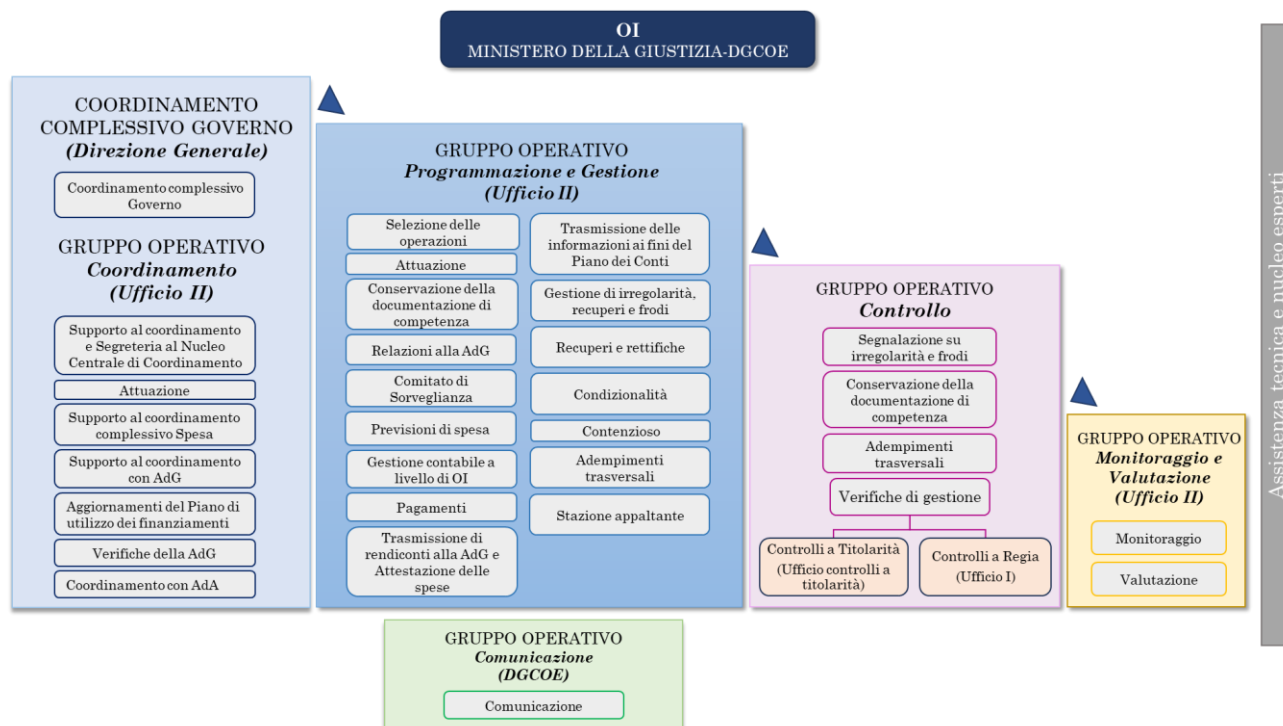 OI
MINISTERO DELLA GIUSTIZIA-DGCOE
COORDINAMENTO
COMPLESSIVO GOVERNO
(Direzione Generale)
Coordinamento complessivo
Governo
GRUPPO OPERATIVO
Coordinamento
(Ufficio II)
Supporto al coordinamento
e Segreteria al Nucleo
Centrale di Coordinamento
Attuazione
Supporto al coordinamento
complessivo Spesa
Supporto al coordinamento
con AdG
Aggiornamenti del Piano di
utilizzo dei finanziamenti
Verifiche della AdG
Coordinamento con AdA
GRUPPO OPERATIVO
Programmazione e Gestione
(Ufficio II)
Selezione delle
operazioni
Attuazione
Conservazione della
documentazione di
competenza
Relazioni alla AdG
Comitato di
Sorveglianza
Previsioni di spesa
Gestione contabile a
livello di OI
Pagamenti
Trasmissione di
rendiconti alla AdG e
Attestazione delle
spese
Trasmissione delle
informazioni ai fini del
Piano dei Conti
Gestione di irregolarità,
recuperi e frodi
Recuperi e rettifiche
Condizionalità
Contenzioso
Adempimenti
trasversali
Stazione appaltante
GRUPPO OPERATIVO
Controllo
Segnalazione su
irregolarità e frodi
Conservazione della
documentazione di
competenza
Adempimenti
trasversali
Verifiche di gestione
Controlli a Titolarità
(Ufficio controlli a
titolarità)
Controlli a Regia
(Ufficio I)
GRUPPO OPERATIVO
Monitoraggio e
Valutazione
(Ufficio II)
Monitoraggio
Valutazione
Assistenza tecnica e nucleo esperti
GRUPPO OPERATIVO
Comunicazione
(DGCOE)
Comunicazione